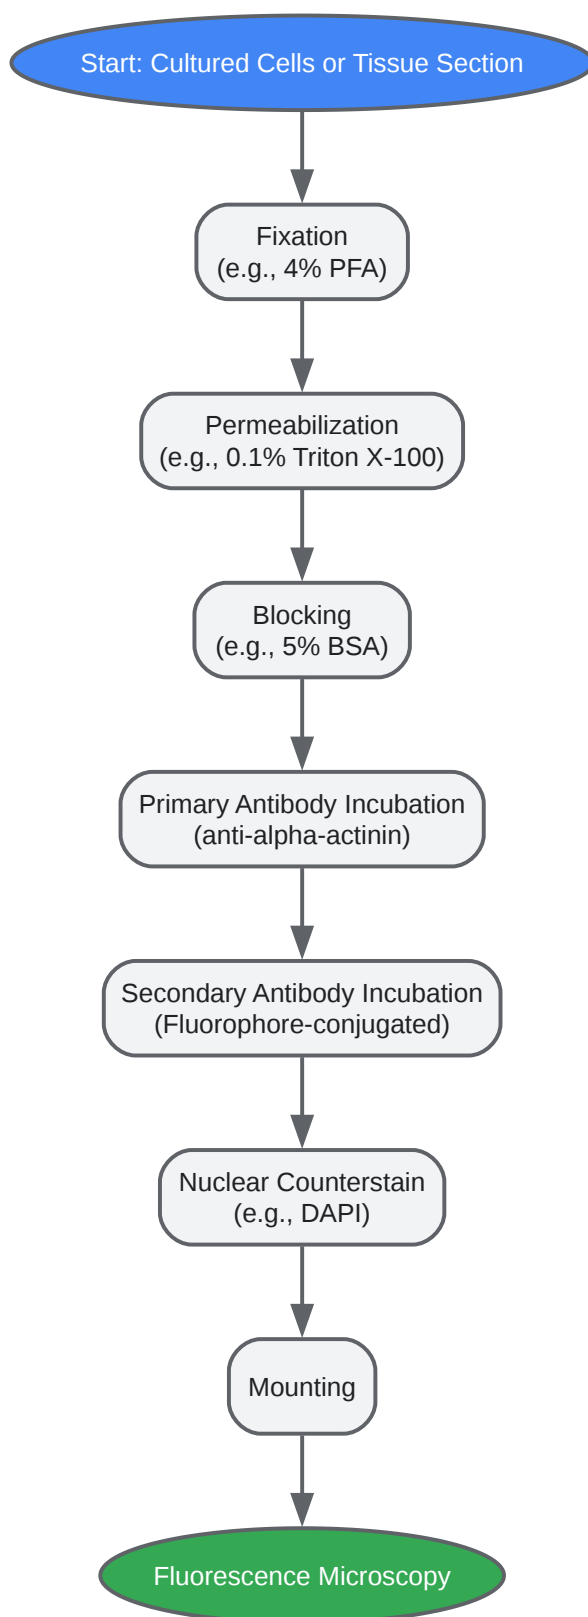 Start: Cultured Cells or Tissue Section
Fixation
(e.g., 4% PFA)
Permeabilization
(e.g., 0.1% Triton X-100)
Blocking
(e.g., 5% BSA)
Primary Antibody Incubation
(anti-alpha-actinin)
Secondary Antibody Incubation
(Fluorophore-conjugated)
Nuclear Counterstain
(e.g., DAPI)
Mounting
Fluorescence Microscopy